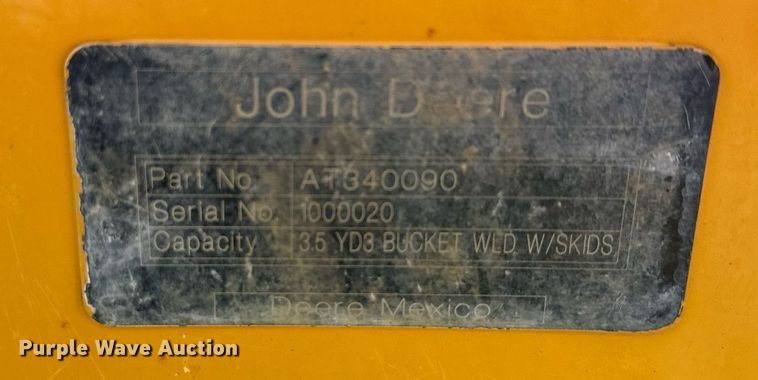 John Deere
Part No. AT340090
Serial No. 1000020
Capacity 3.5 YD3 BUCKET WLD W/SKIDS
Deere Mexico
Purple Wave Auction